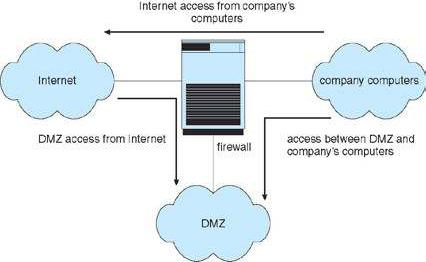 Internet access from company's
computers
Internet
company computers
DMZ access from Internet
firewall
access between DMZ and
company's computers
DMZ